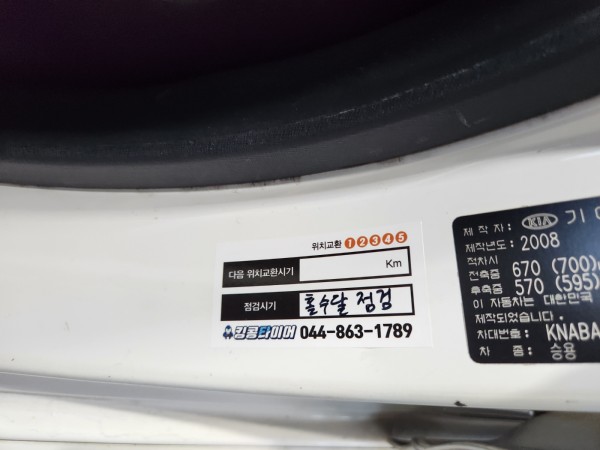 위치교환 1 2 3 4 5
다음 위치교환시기 Km
점검시기 홀수달 점검
킹콩타이어 044-863-1789
제 작 자 : KIA 기
제작년도 : 2008
적차시
전축중 670 (700)
후축중 570 (595)
이 자동차는 대한민국
제작되었습니다.
차대번호 : KNABA
차 종 : 승용